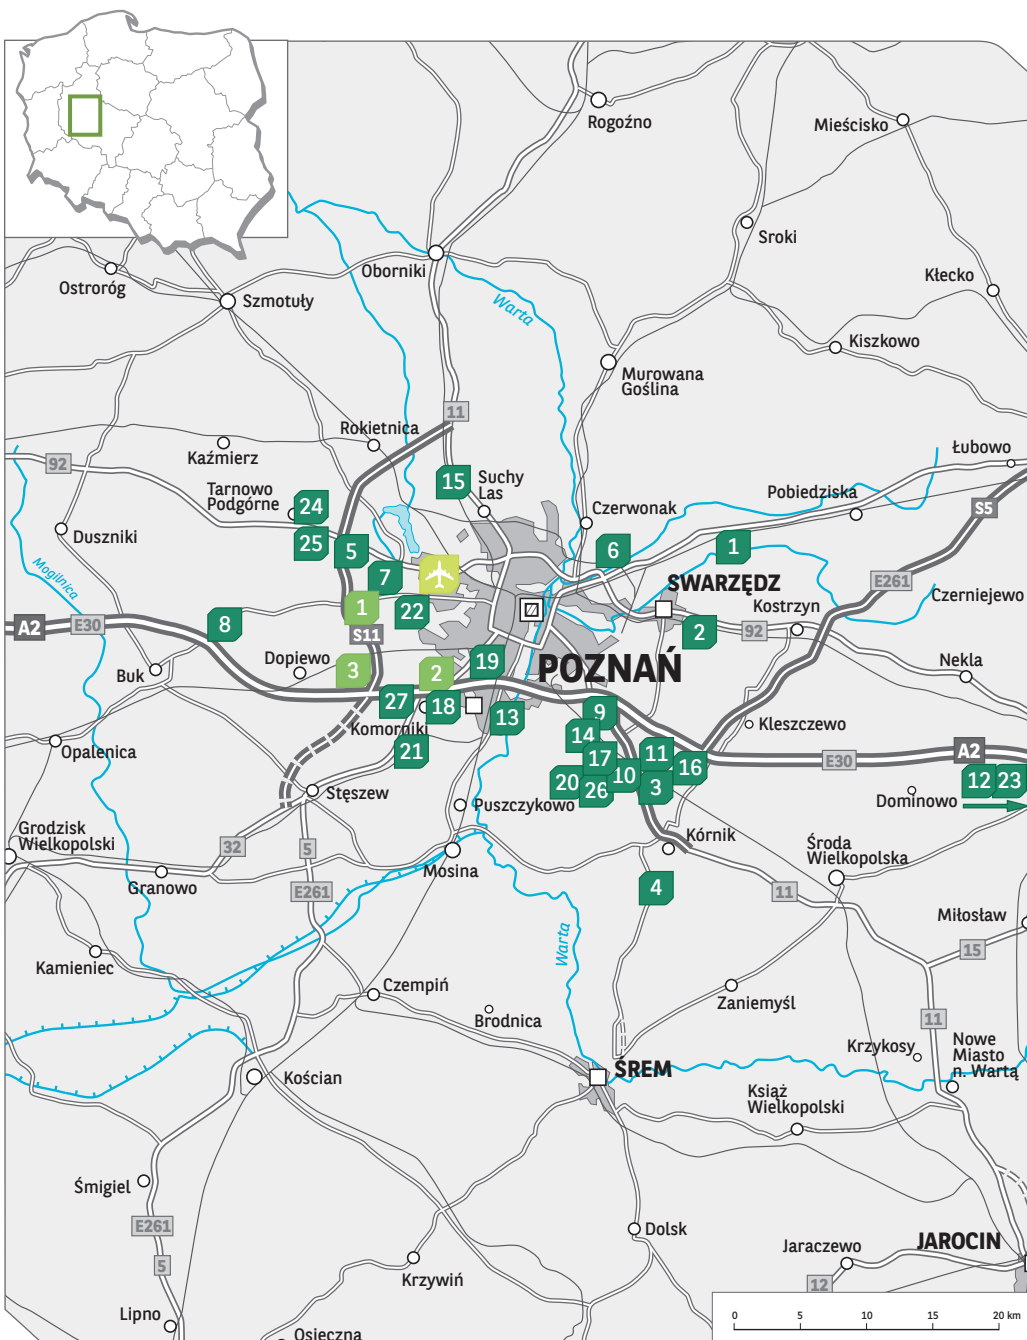 Rogoźno
Mieścisko
Sroki
Oborniki
Ostroróg
Kłecko
Szmotuły
Warta
Kiszkowo
Murowana
Goślina
11
Rokietnica
Kaźmierz
Łubowo
92
15
Suchy
Las
Tarnowo
Podgórne
24
Pobiedziska
S5
Czerwonak
Duszniki
25
5
6
1
Mogilnica
7
SWARZĘDZ
E261
Czerniejewo
1
22
Kostrzyn
A2
E30
8
S11
2
92
Dopiewo
3
2
19
POZNAŃ
Nekla
Buk
27
18
13
9
Kleszczewo
Komorniki
14
Opalenica
21
17
11
16
E30
A2
20
26
10
3
12
23
Stęszew
Puszczykowo
Dominowo
Grodzisk
Wielkopolski
32
5
Kórnik
Środa
Wielkopolska
Mosina
Granowo
E261
4
11
Miłosław
Warta
15
Kamieniec
Czempiń
Zaniemyśl
Brodnica
11
Krzykosy
Nowe
Miasto
n. Wartą
Kościan
ŚREM
Książ
Wielkopolski
Śmigiel
E261
Dolsk
5
Jaraczewo
JAROCIN
Krzywiń
12
Lipno
Osieczna
0 5 10 15 20 km